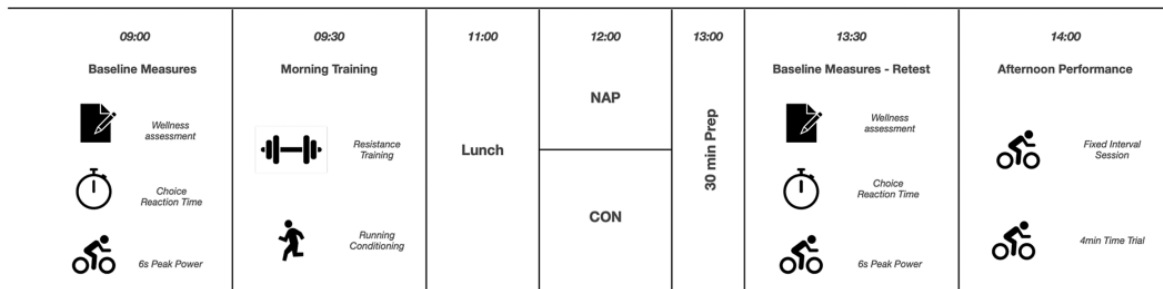 09:00
Baseline Measures
Wellness
assessment
Choice
Reaction Time
6s Peak Power
09:30
Morning Training
Resistance
Training
Running
Conditioning
11:00
Lunch
12:00
NAP
CON
13:00
30 min Prep
13:30
Baseline Measures - Retest
Wellness
assessment
Choice
Reaction Time
6s Peak Power
14:00
Afternoon Performance
Fixed Interval
Session
4min Time Trial